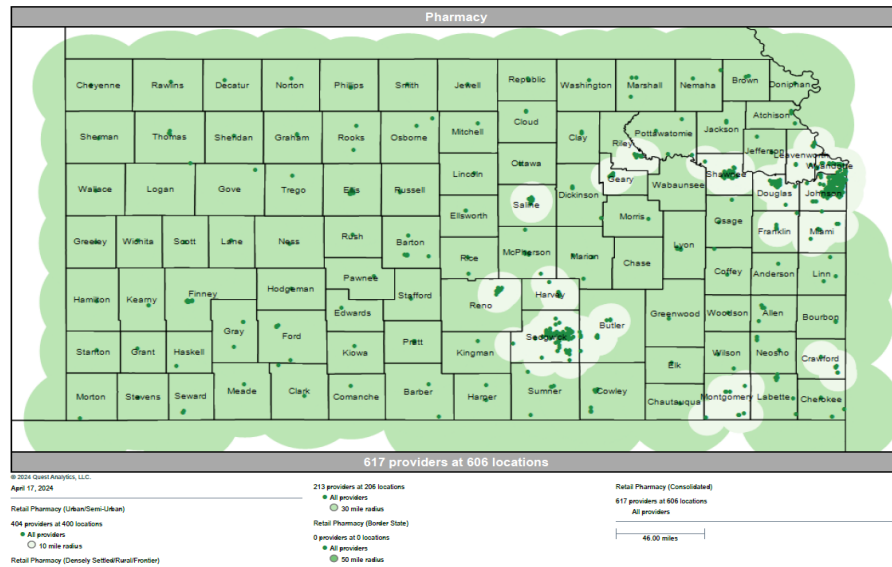 Pharmacy
Cheyenne Rawlins Decatur Norton Phillips Smith Jewell Republic Washington Marshall Nemaha Brown Doniphan
Sherman Thomas Sheridan Graham Rooks Osborne Mitchell Cloud Clay Riley Pottawatomie Jackson Atchison
Jefferson Leavenworth Wyandotte
Wallace Logan Gove Trego Ellis Russell Lincoln Ottawa Saline Dickinson Geary Wabaunsee Shawnee Douglas Johnson
Greeley Wichita Scott Lane Ness Rush Barton Ellsworth McPherson Marion Morris Chase Lyon Osage Franklin Miami
Hamilton Kearny Finney Hodgeman Pawnee Stafford Rice Reno Harvey Butler Greenwood Coffey Anderson Linn
Stanton Grant Haskell Gray Ford Edwards Kiowa Pratt Kingman Sedgwick Elk Woodson Allen Bourbon
Wilson Neosho Crawford
Morton Stevens Seward Meade Clark Comanche Barber Harper Sumner Cowley Chautauqua Montgomery Labette Cherokee
617 providers at 606 locations
© 2024 Quest Analytics, LLC.
April 17, 2024
Retail Pharmacy (Urban/Semi-Urban)
404 providers at 400 locations
All providers
10 mile radius
Retail Pharmacy (Densely Settled/Rural/Frontier)
213 providers at 206 locations
All providers
30 mile radius
Retail Pharmacy (Border State)
0 providers at 0 locations
All providers
50 mile radius
Retail Pharmacy (Consolidated)
617 providers at 606 locations
All providers
46.00 miles